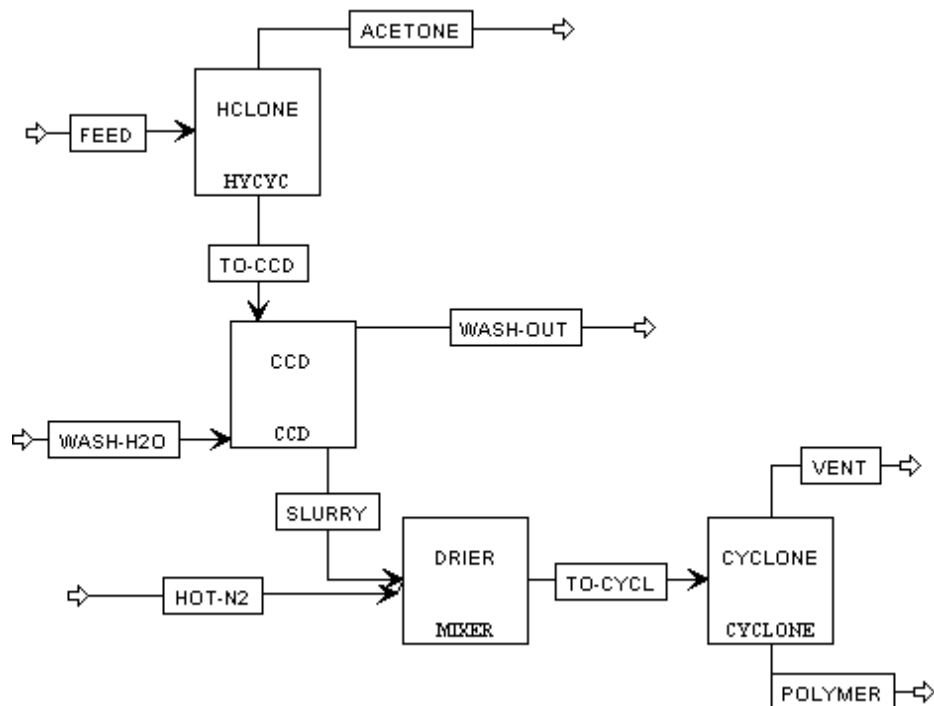 ACETONE
HCLONE
FEED
HYCYC
TO-CCD
WASH-OUT
CCD
WASH-H2O
CCD
VENT
SLURRY
DRIER
CYCLONE
TO-CYCL
HOT-N2
MIXER
CYCLONE
POLYMER